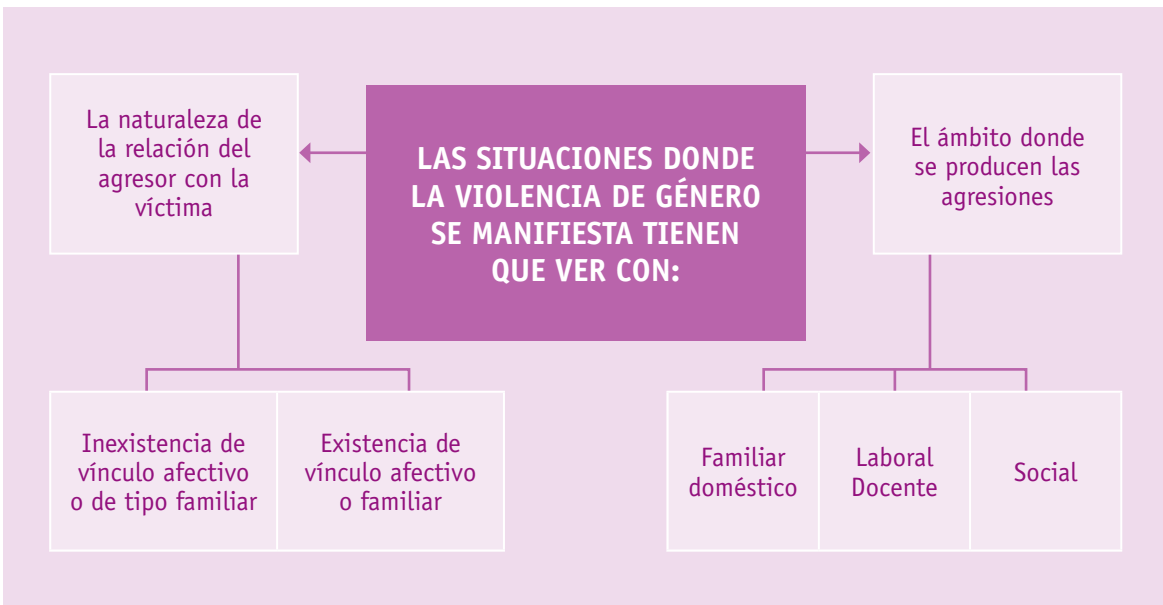 La naturaleza de
la relación del
agresor con la
víctima
LAS SITUACIONES DONDE
LA VIOLENCIA DE GÉNERO
SE MANIFIESTA TIENEN
QUE VER CON:
El ámbito donde
se producen las
agresiones
Inexistencia de
vínculo afectivo
o de tipo familiar
Existencia de
vínculo afectivo
o familiar
Familiar
doméstico
Laboral
Docente
Social